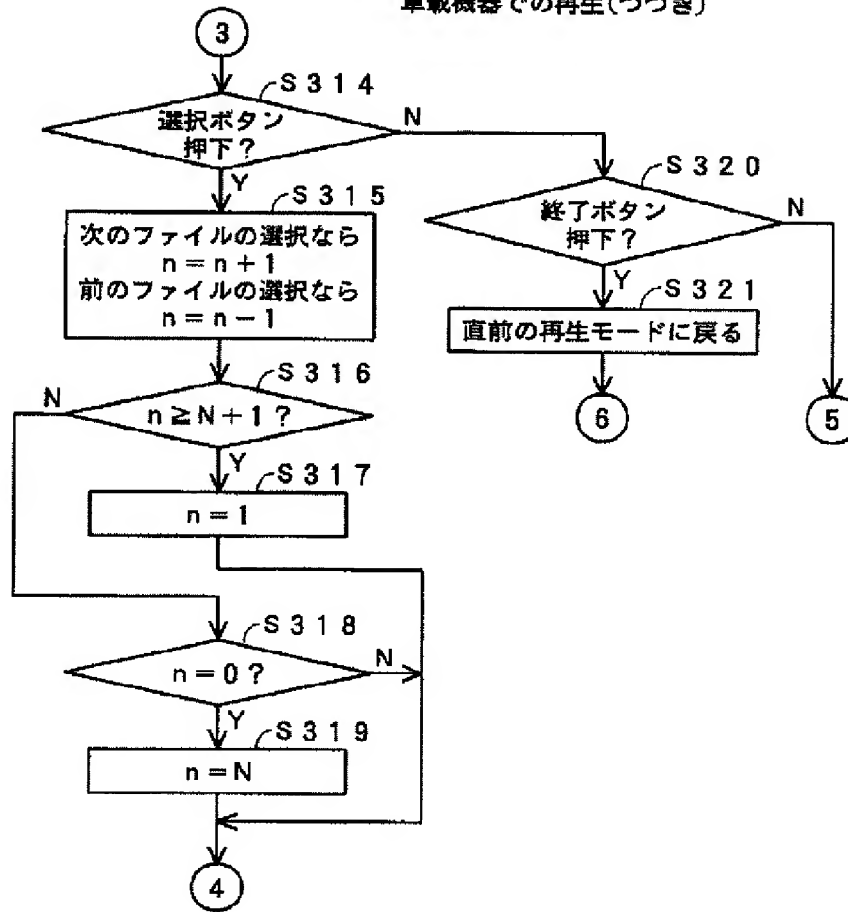 車載機器での再生(つづき)
3
S314
選択ボタン
押下?
N
Y
S315
次のファイルの選択なら
n=n+1
前のファイルの選択なら
n=n-1
S316
n≧N+1?
N
Y
S317
n=1
S318
n=0?
N
Y
S319
n=N
4
S320
終了ボタン
押下?
N
Y
S321
直前の再生モードに戻る
6
5